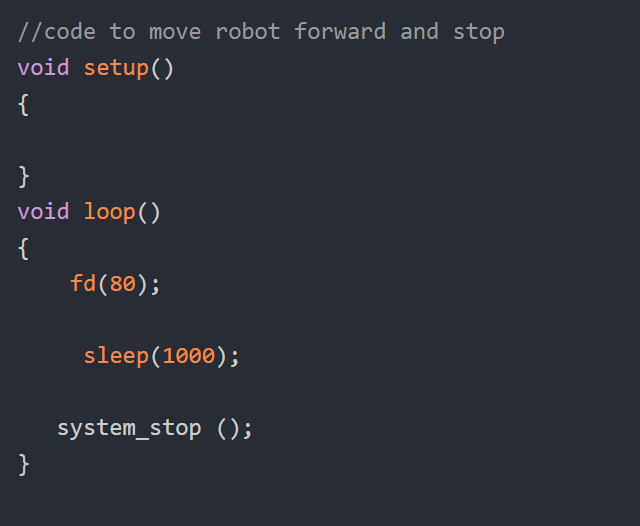 //code to move robot forward and stop
void setup()
{
}
void loop()
{
fd(80);
sleep(1000);
system_stop ();
}